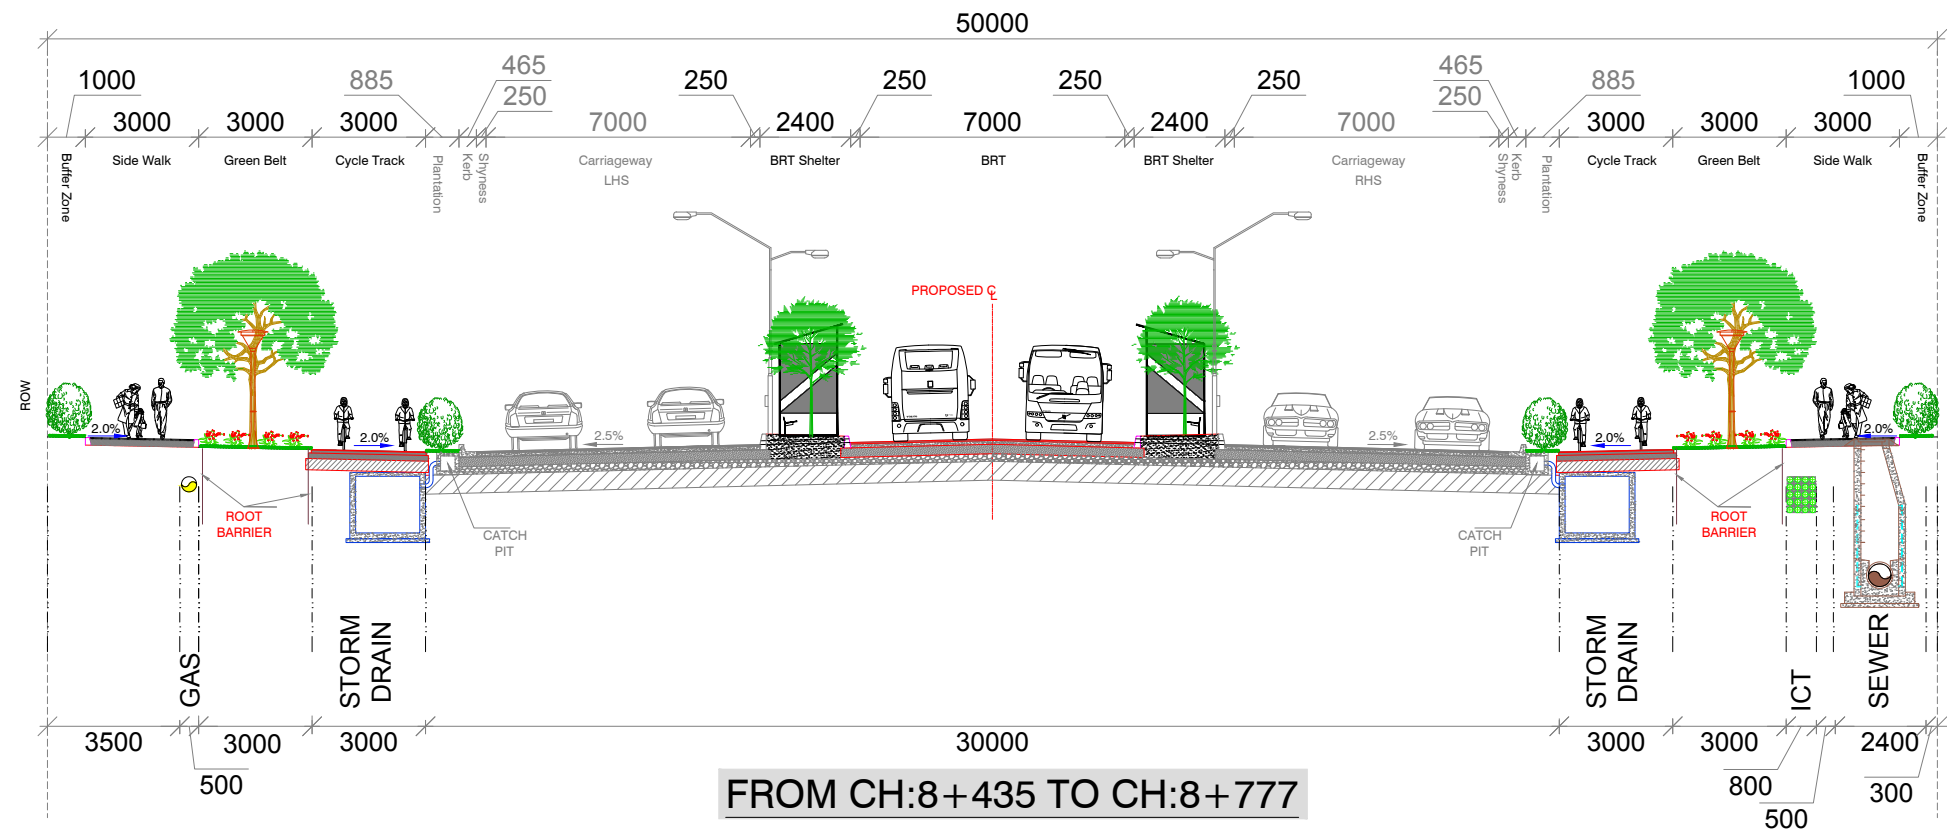 50000
1000
885
465
250
250
250
250
250
465
250
885
1000
3000
3000
3000
7000
2400
7000
2400
7000
3000
3000
3000
Buffer Zone
Side Walk
Green Belt
Cycle Track
Plantation
Kerb
Shyness
Carriageway
LHS
BRT Shelter
BRT
BRT Shelter
Carriageway
RHS
Shyness
Kerb
Plantation
Cycle Track
Green Belt
Side Walk
Buffer Zone
PROPOSED CL
ROW
2.0%
2.0%
2.5%
2.5%
2.0%
2.0%
ROOT
BARRIER
CATCH
PIT
CATCH
PIT
ROOT
BARRIER
GAS
STORM
DRAIN
STORM
DRAIN
ICT
SEWER
3500
500
3000
3000
30000
3000
3000
800
500
2400
300
FROM CH:8+435 TO CH:8+777